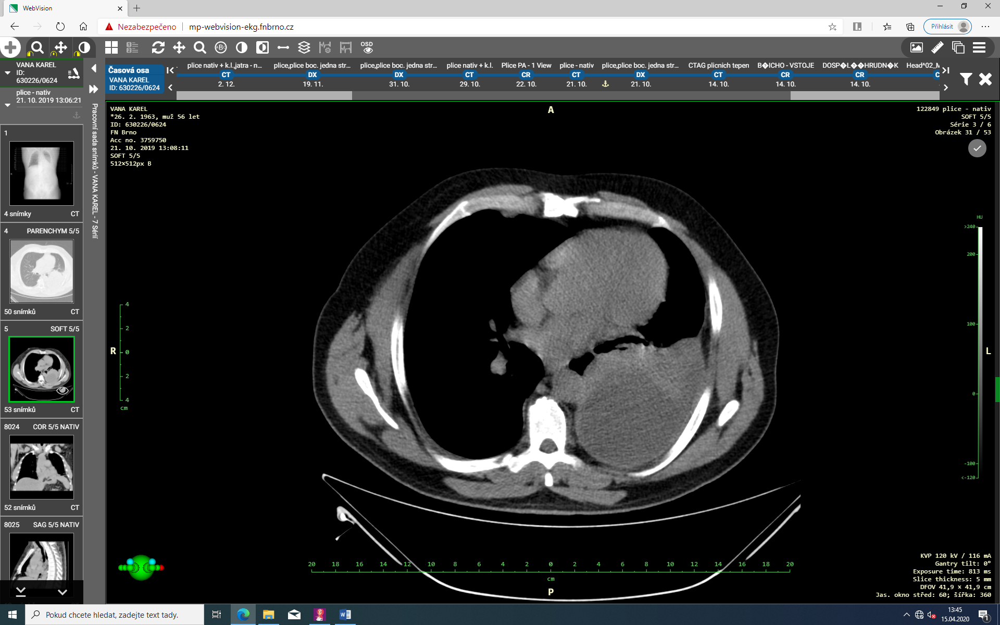 WebVision
Nezabezpečeno
mp-webvision-ekg.fnbrno.cz
Přihlásit
1 2
ABC
OSD
VANA KAREL
ID:
630226/0624
plice - nativ
21. 10. 2019 13:06:21
Časová osa
VANA KAREL
ID: 630226/0624
plice nativ + k.l.,jatra - n...
CT
2. 12.
plice,plice boc. jedna str...
DX
19. 11.
plice,plice boc. jedna str...
DX
31. 10.
plice nativ + k.l.
CT
29. 10.
Plice PA - 1 View
CR
22. 10.
plice - nativ
CT
21. 10.
plice,plice boc. jedna str...
DX
21. 10.
CTAG plicnich tepen
CT
14. 10.
B�ICHO - VSTOJE
CR
14. 10.
DOSP�L��HRUDN�K
CR
14. 10.
Head^02_M
C
Pracovní sada snímků - VANA KAREL - 7 Sérií
1
4 snímky CT
4 PARENCHYM 5/5
50 snímků CT
5 SOFT 5/5
53 snímků CT
8024 COR 5/5 NATIV
52 snímků CT
8025 SAG 5/5 NATIV
VANA KAREL
*26. 2. 1963, muž 56 let
ID: 630226/0624
FN Brno
Acc no. 3759750
21. 10. 2019 13:08:11
SOFT 5/5
512×512px B
A
122849 plice - nativ
SOFT 5/5
Série 3 / 6
Obrázek 31 / 53
R
4
2
0
2
4
cm
L
HU
>240
200
100
0
-100
<-120
20 18 16 14 12 10 8 6 4 2 0 2 4 6 8 10 12 14 16 18 20
cm
P
KVP 120 kV / 116 mA
Gantry tilt: 0°
Exposure time: 813 ms
Slice thickness: 5 mm
DFOV 41,9 × 41,9 cm
Jas. okno střed: 60; šířka: 360
Pokud chcete hledat, zadejte text tady.
13:45
15.04.2020
1